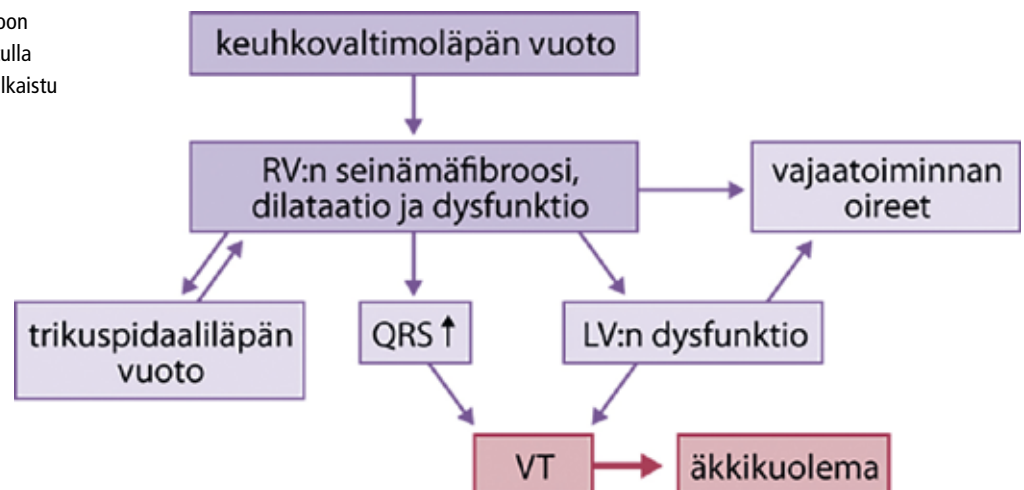 keuhkovaltimoläpän vuoto
RV:n seinämäfibroosi,
dilataatio ja dysfunktio
vajaatoiminnan
oireet
trikuspidaaliläpän
vuoto
QRS ↑
LV:n dysfunktio
VT
äkkikuolema